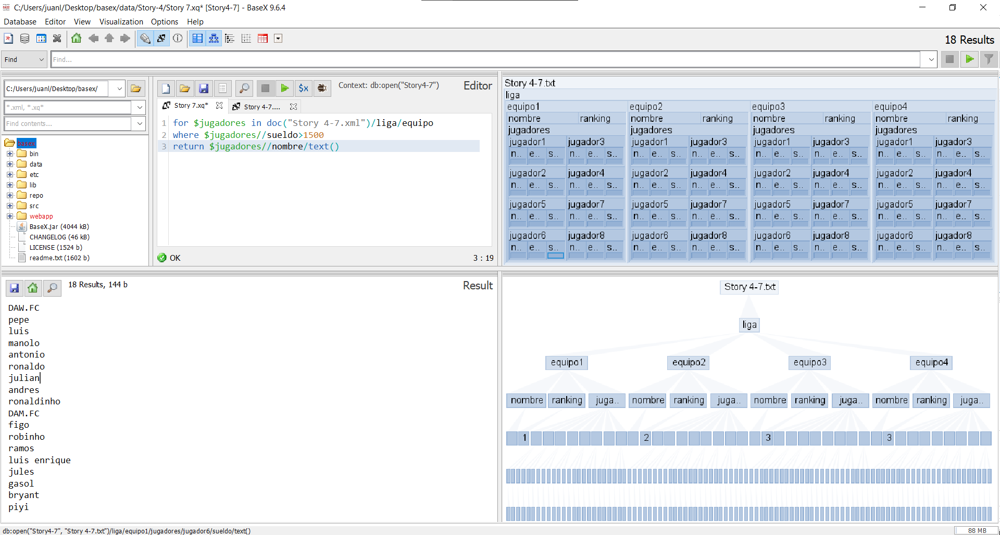 C:/Users/juanl/Desktop/basex/data/Story-4/Story 7.xq* [Story4-7] - BaseX 9.6.4
Database Editor View Visualization Options Help
18 Results
Find Find...
C:/Users/juanl/Desktop/basex/
*.xml, *.xq*
Find contents...
basex
bin
data
etc
lib
repo
src
webapp
BaseX.jar (4044 kB)
CHANGELOG (46 kB)
LICENSE (1524 b)
readme.txt (1602 b)
$x Context: db:open("Story4-7") Editor
Story 7.xq* Story 4-7....
1 for $jugadores in doc("Story 4-7.xml")/liga/equipo
2 where $jugadores//sueldo>1500
3 return $jugadores//nombre/text()
OK 3 : 19
Story 4-7.txt
liga
equipo1 equipo2 equipo3 equipo4
nombre ranking nombre ranking nombre ranking nombre ranking
jugadores jugadores jugadores jugadores
jugador1 jugador3 jugador1 jugador3 jugador1 jugador3 jugador1 jugador3
n.. e.. s.. n.. e.. s.. n.. e.. s.. n.. e.. s.. n.. e.. s.. n.. e.. s.. n.. e.. s.. n.. e.. s..
jugador2 jugador4 jugador2 jugador4 jugador2 jugador4 jugador2 jugador4
n.. e.. s.. n.. e.. s.. n.. e.. s.. n.. e.. s.. n.. e.. s.. n.. e.. s.. n.. e.. s.. n.. e.. s..
jugador5 jugador7 jugador5 jugador7 jugador5 jugador7 jugador5 jugador7
n.. e.. s.. n.. e.. s.. n.. e.. s.. n.. e.. s.. n.. e.. s.. n.. e.. s.. n.. e.. s.. n.. e.. s..
jugador6 jugador8 jugador6 jugador8 jugador6 jugador8 jugador6 jugador8
n.. e.. s.. n.. e.. s.. n.. e.. s.. n.. e.. s.. n.. e.. s.. n.. e.. s.. n.. e.. s.. n.. e.. s..
18 Results, 144 b Result
DAW.FC
pepe
luis
manolo
antonio
ronaldo
julian
andres
ronaldinho
DAM.FC
figo
robinho
ramos
luis enrique
jules
gasol
bryant
piyi
Story 4-7.txt
liga
equipo1 equipo2 equipo3 equipo4
nombre ranking juga.. nombre ranking juga.. nombre ranking juga.. nombre ranking juga..
1 2 3 3
db:open("Story4-7", "Story 4-7.txt")/liga/equipo1/jugadores/jugador6/sueldo/text() 88 MB